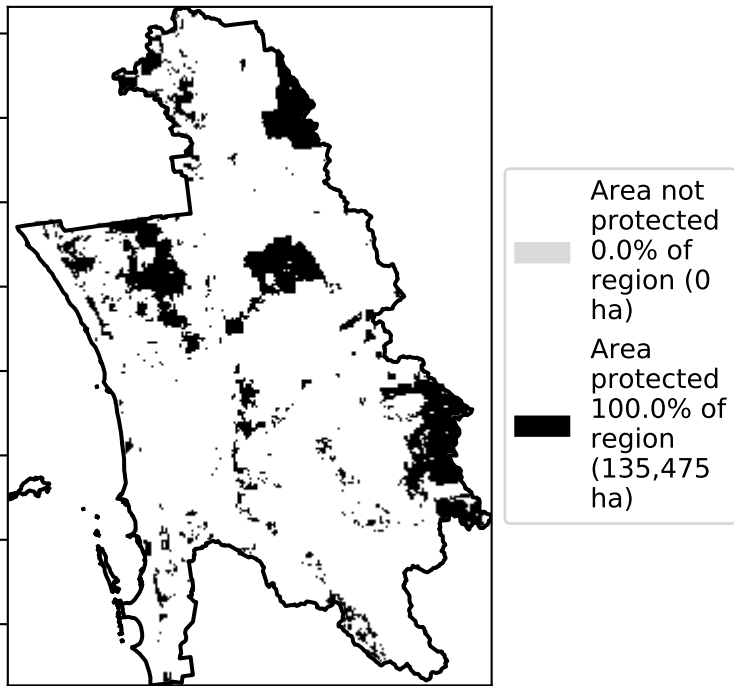 Area not
protected
0.0% of
region (0
ha)
Area
protected
100.0% of
region
(135,475
ha)